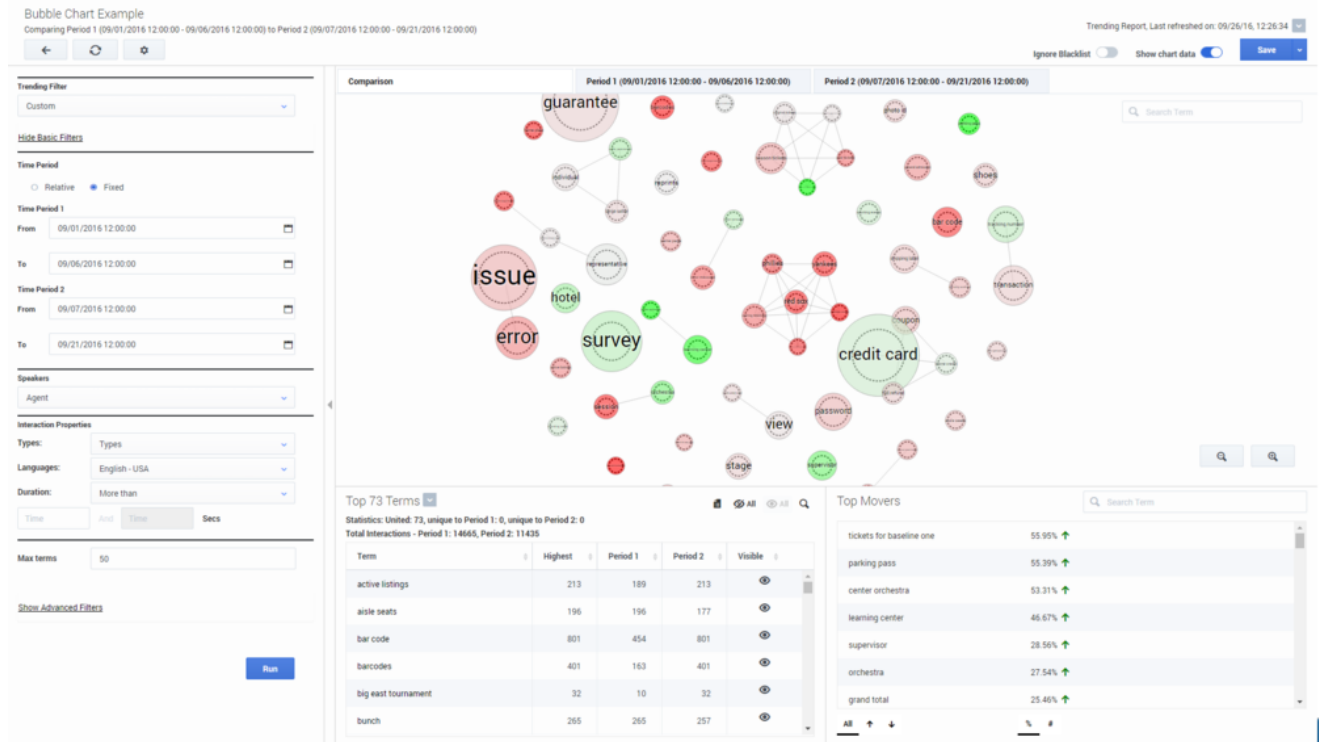 Bubble Chart Example
Comparing Period 1 (09/01/2016 12:00:00 - 09/06/2016 12:00:00) to Period 2 (09/07/2016 12:00:00 - 09/21/2016 12:00:00)
Trending Report, Last refreshed on: 09/26/16, 12:26:34
Ignore Blacklist
Show chart data
Save
Trending Filter
Custom
Hide Basic Filters
Time Period
Relative
Fixed
Time Period 1
From 09/01/2016 12:00:00
To 09/06/2016 12:00:00
Time Period 2
From 09/07/2016 12:00:00
To 09/21/2016 12:00:00
Speakers
Agent
Interaction Properties
Types: Types
Languages: English - USA
Duration: More than
Time And Time Secs
Max terms 50
Show Advanced Filters
Run
Comparison
Period 1 (09/01/2016 12:00:00 - 09/06/2016 12:00:00)
Period 2 (09/07/2016 12:00:00 - 09/21/2016 12:00:00)
Search Term
guarantee
photo id
individual
reprints
shoes
bar code
representative
issue
hotel
phillies
yankees
red sox
transaction
error
survey
coupon
credit card
session
orchestra
password
view
stage
supervisor
Top 73 Terms
All
All
Statistics: United: 73, unique to Period 1: 0, unique to Period 2: 0
Total Interactions - Period 1: 14665, Period 2: 11435
Term Highest Period 1 Period 2 Visible
active listings 213 189 213
aisle seats 196 196 177
bar code 801 454 801
barcodes 401 163 401
big east tournament 32 10 32
bunch 265 265 257
Top Movers
Search Term
tickets for baseline one 55.95%
parking pass 55.39%
center orchestra 53.31%
learning center 46.67%
supervisor 28.56%
orchestra 27.54%
grand total 25.46%
All
% #